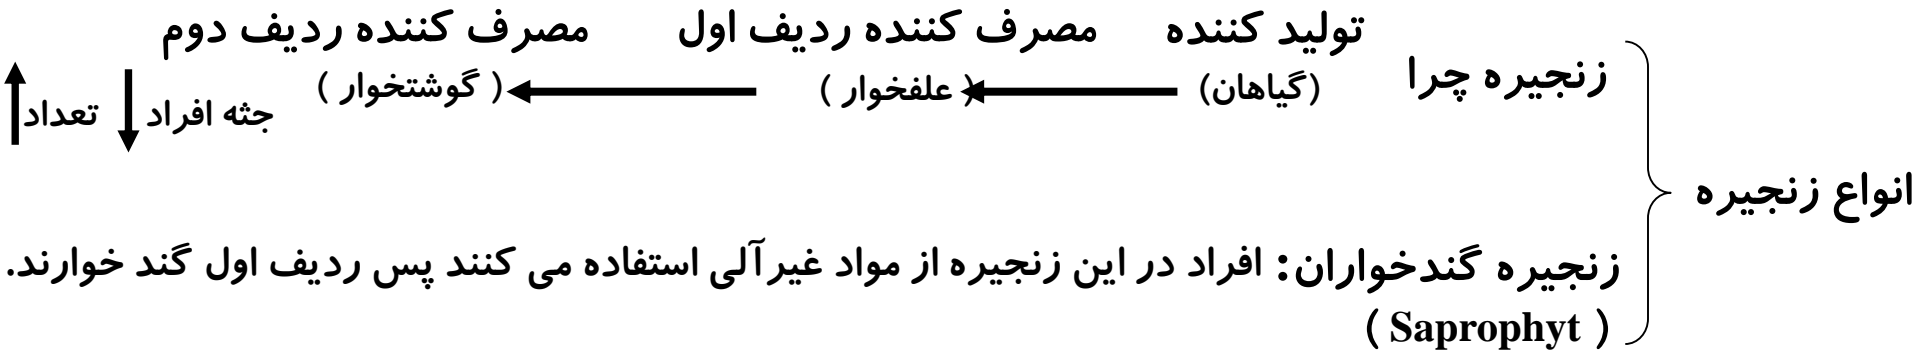 تولید کننده مصرف کننده ردیف اول مصرف کننده ردیف دوم
زنجیره چرا (گیاهان) ( علفخوار ) ( گوشتخوار )
جثه افراد تعداد
انواع زنجیره
زنجیره گندخواران: افراد در این زنجیره از مواد غیرآلی استفاده می کنند پس ردیف اول گند خوارند.
( Saprophyt )